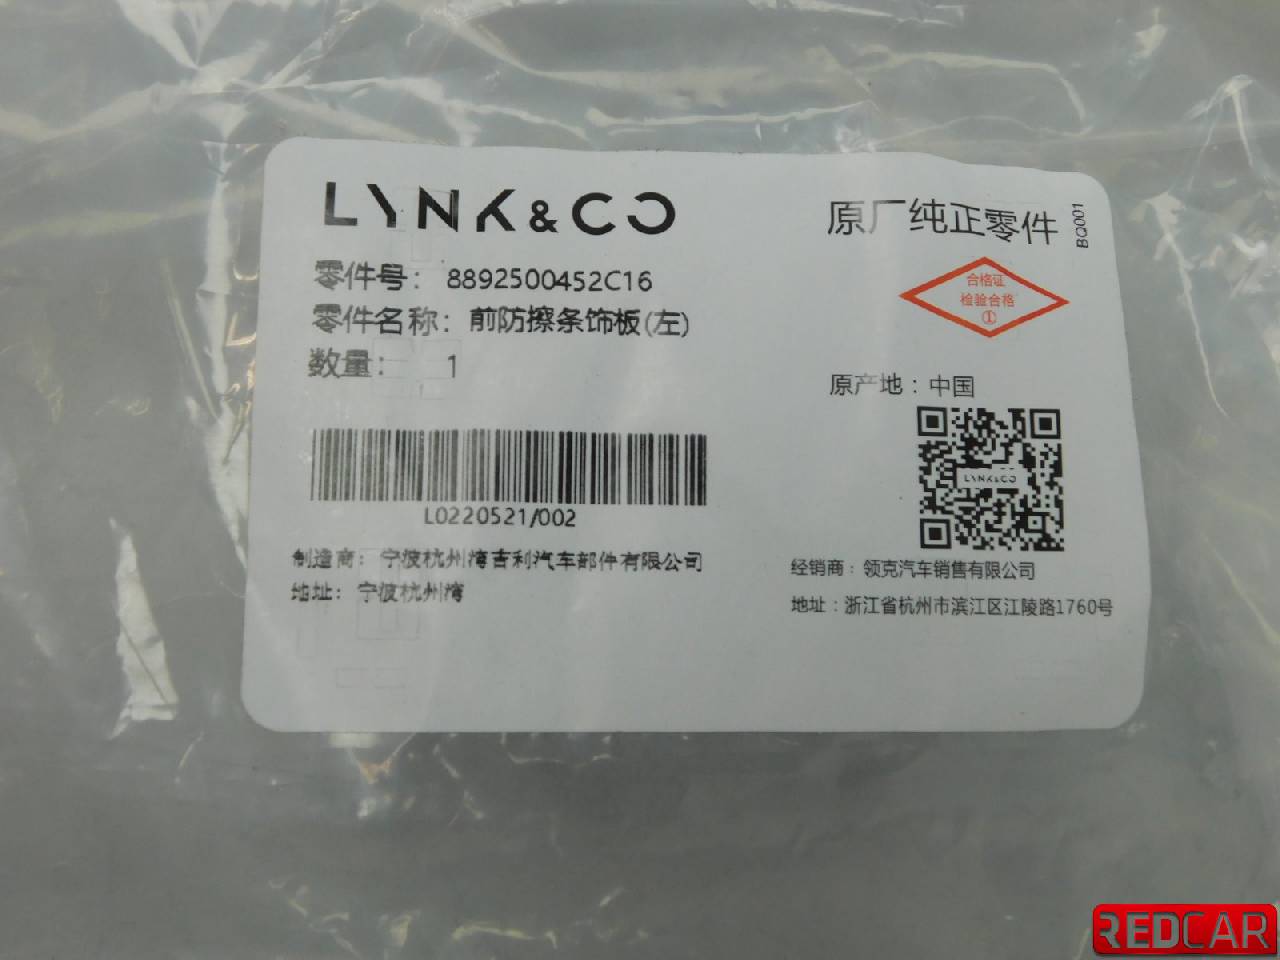 LYNK&CO
原厂纯正零件
BQ001
零件号： 8892500452C16
零件名称：前防擦条饰板(左)
数量： 1
合格证
检验合格
①
原产地：中国
LYNK&CO
L0220521/002
制造商：宁波杭州湾吉利汽车部件有限公司
地址：宁波杭州湾
经销商：领克汽车销售有限公司
地址：浙江省杭州市滨江区江陵路1760号
REDCAR